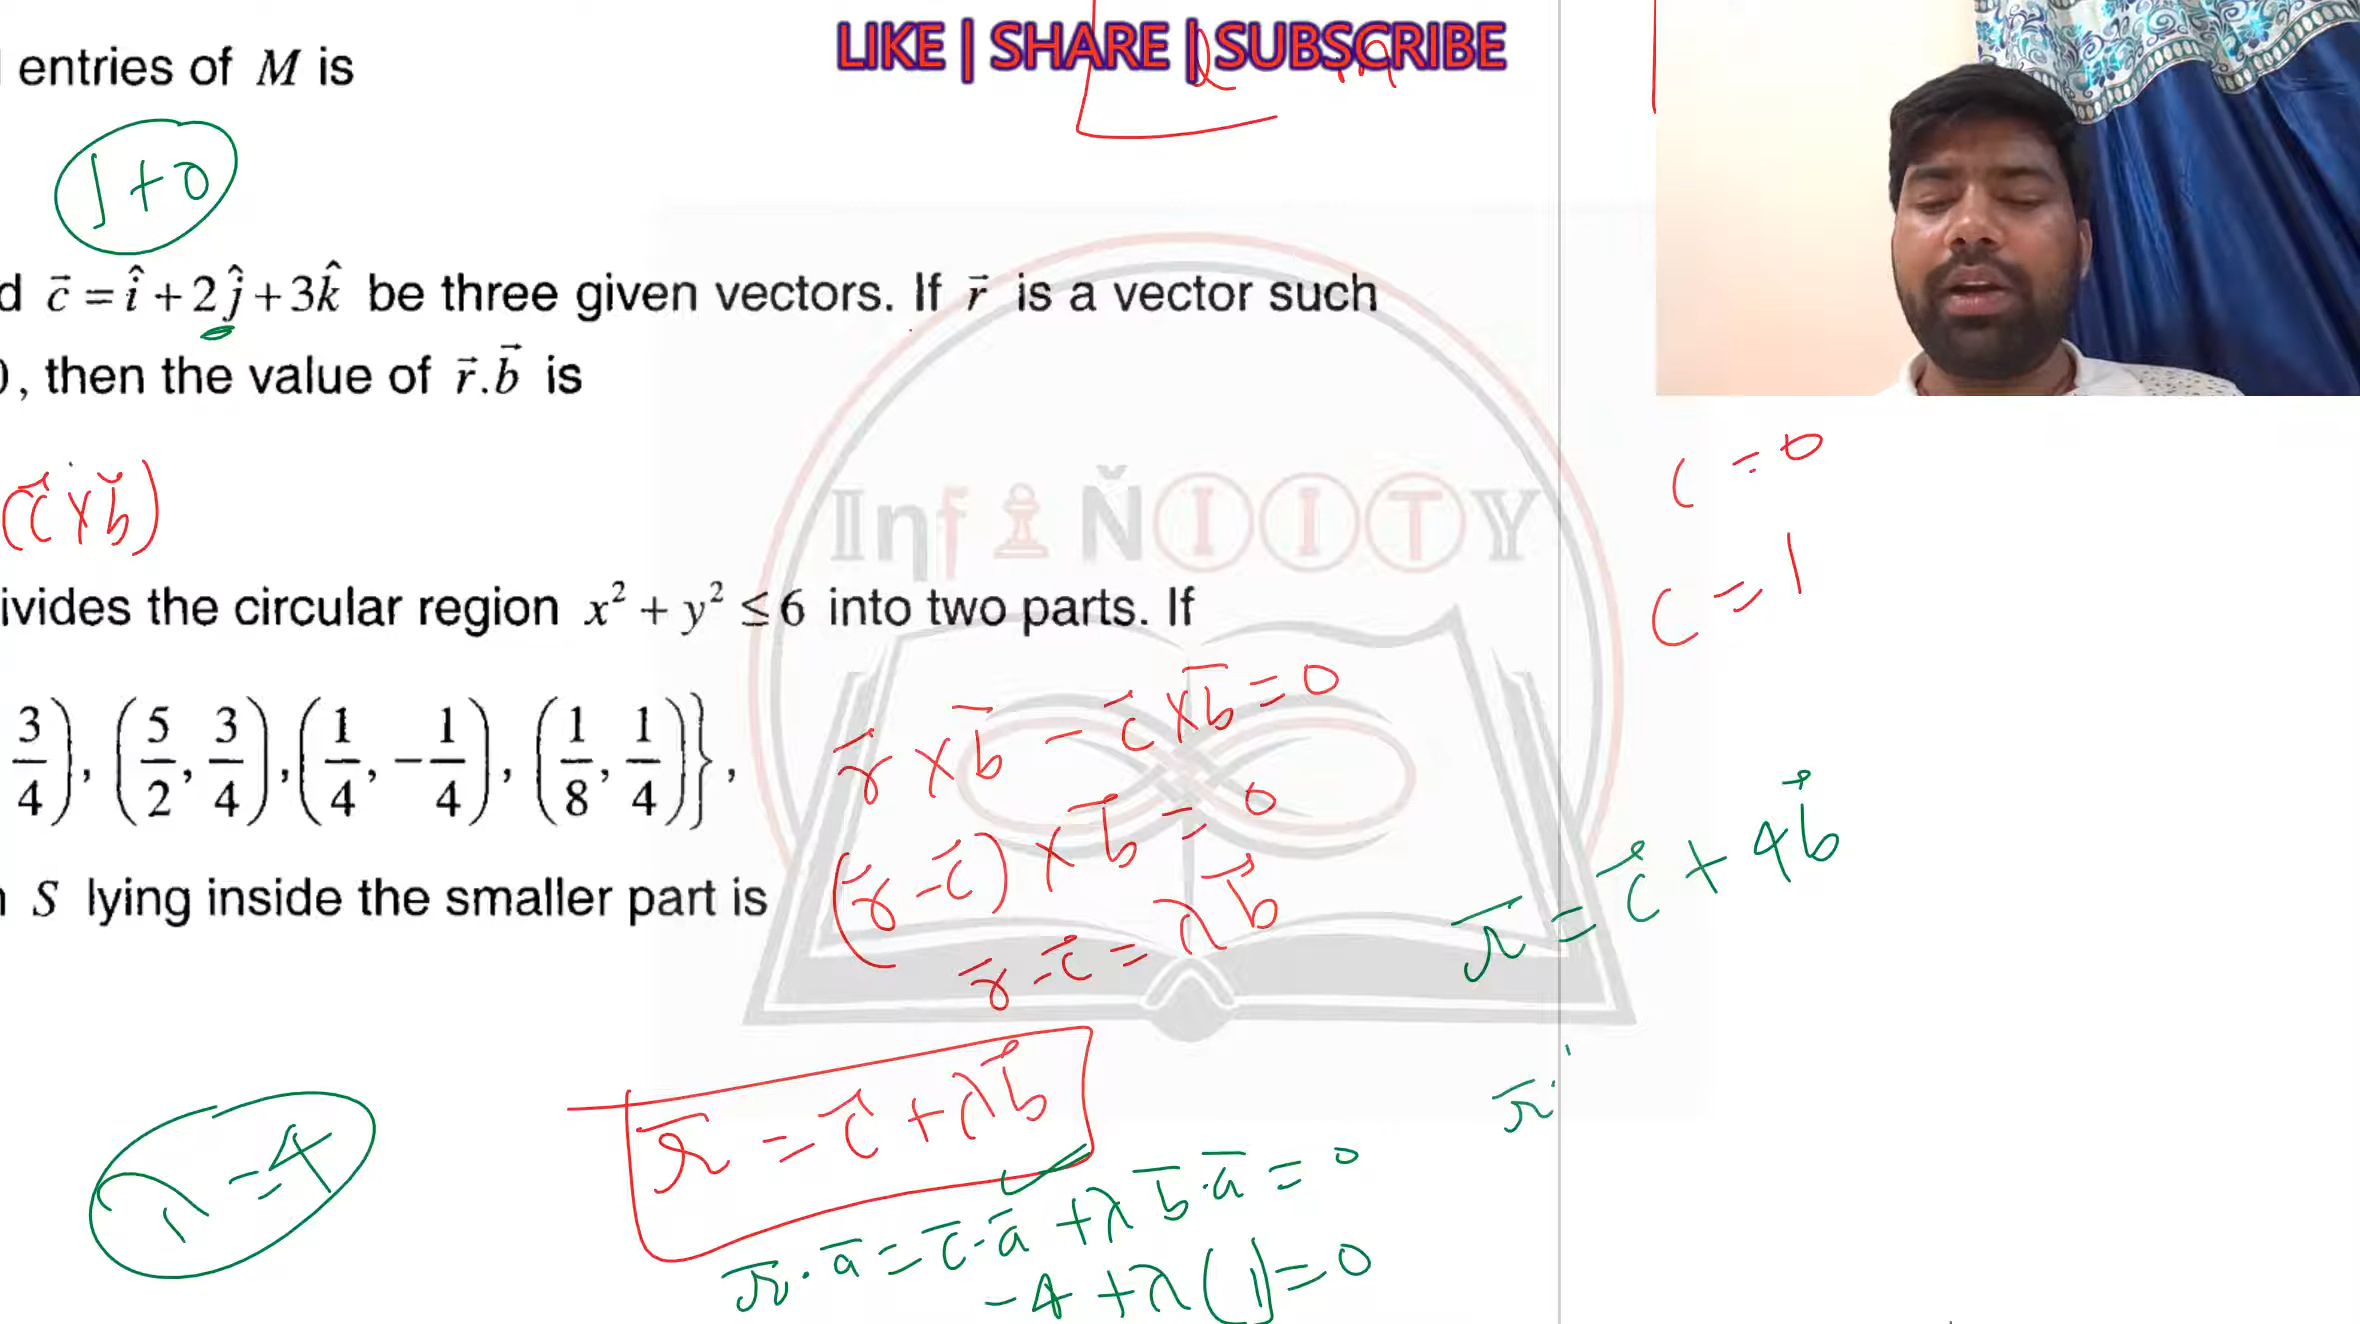 LIKE | SHARE | SUBSCRIBE
entries of M is
1+0
c⃗ = î + 2ĵ + 3k̂ be three given vectors. If r⃗ is a vector such
, then the value of r⃗.b⃗ is
(c⃗ × b⃗)
c = 0
InfiÑIITY
c = 1
ivides the circular region x² + y² ≤ 6 into two parts. If
r⃗ × b⃗ − c⃗ × b⃗ = 0
3/4), (5/2, 3/4), (1/4, −1/4), (1/8, 1/4)},
(r⃗ − c⃗) × b⃗ = 0
r⃗ = c⃗ + 4b⃗
S lying inside the smaller part is
r⃗ − c⃗ = λb⃗
r⃗ = c⃗ + λb⃗
r⃗
λ = 4
r⃗·a⃗ = c⃗·a⃗ + λ b⃗·a⃗ = 0
−4 + λ(1) = 0